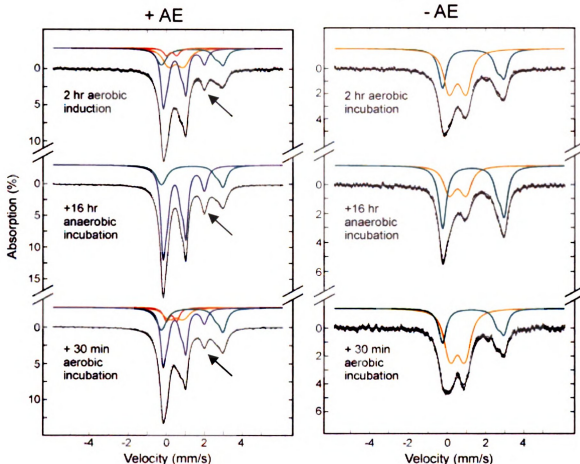 + AE
- AE
0
5
10
2 hr aerobic
induction
0
5
10
15
+16 hr
anaerobic
incubation
0
5
10
+ 30 min
aerobic
incubation
-4
-2
0
2
4
Velocity (mm/s)
Absorption (%)
0
2
4
2 hr aerobic
incubation
0
2
4
6
+16 hr
anaerobic
incubation
0
2
4
6
+ 30 min
aerobic
incubation
-4
-2
0
2
4
6
Velocity (mm/s)